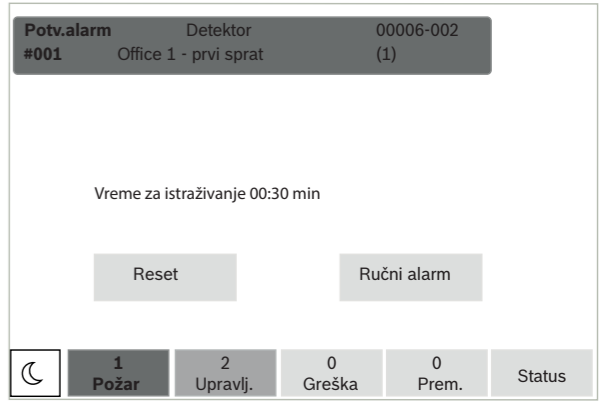 Potv.alarm Detektor 00006-002
#001 Office 1 - prvi sprat (1)
Vreme za istraživanje 00:30 min
Reset Ručni alarm
1 2 0 0
Požar Upravlj. Greška Prem. Status